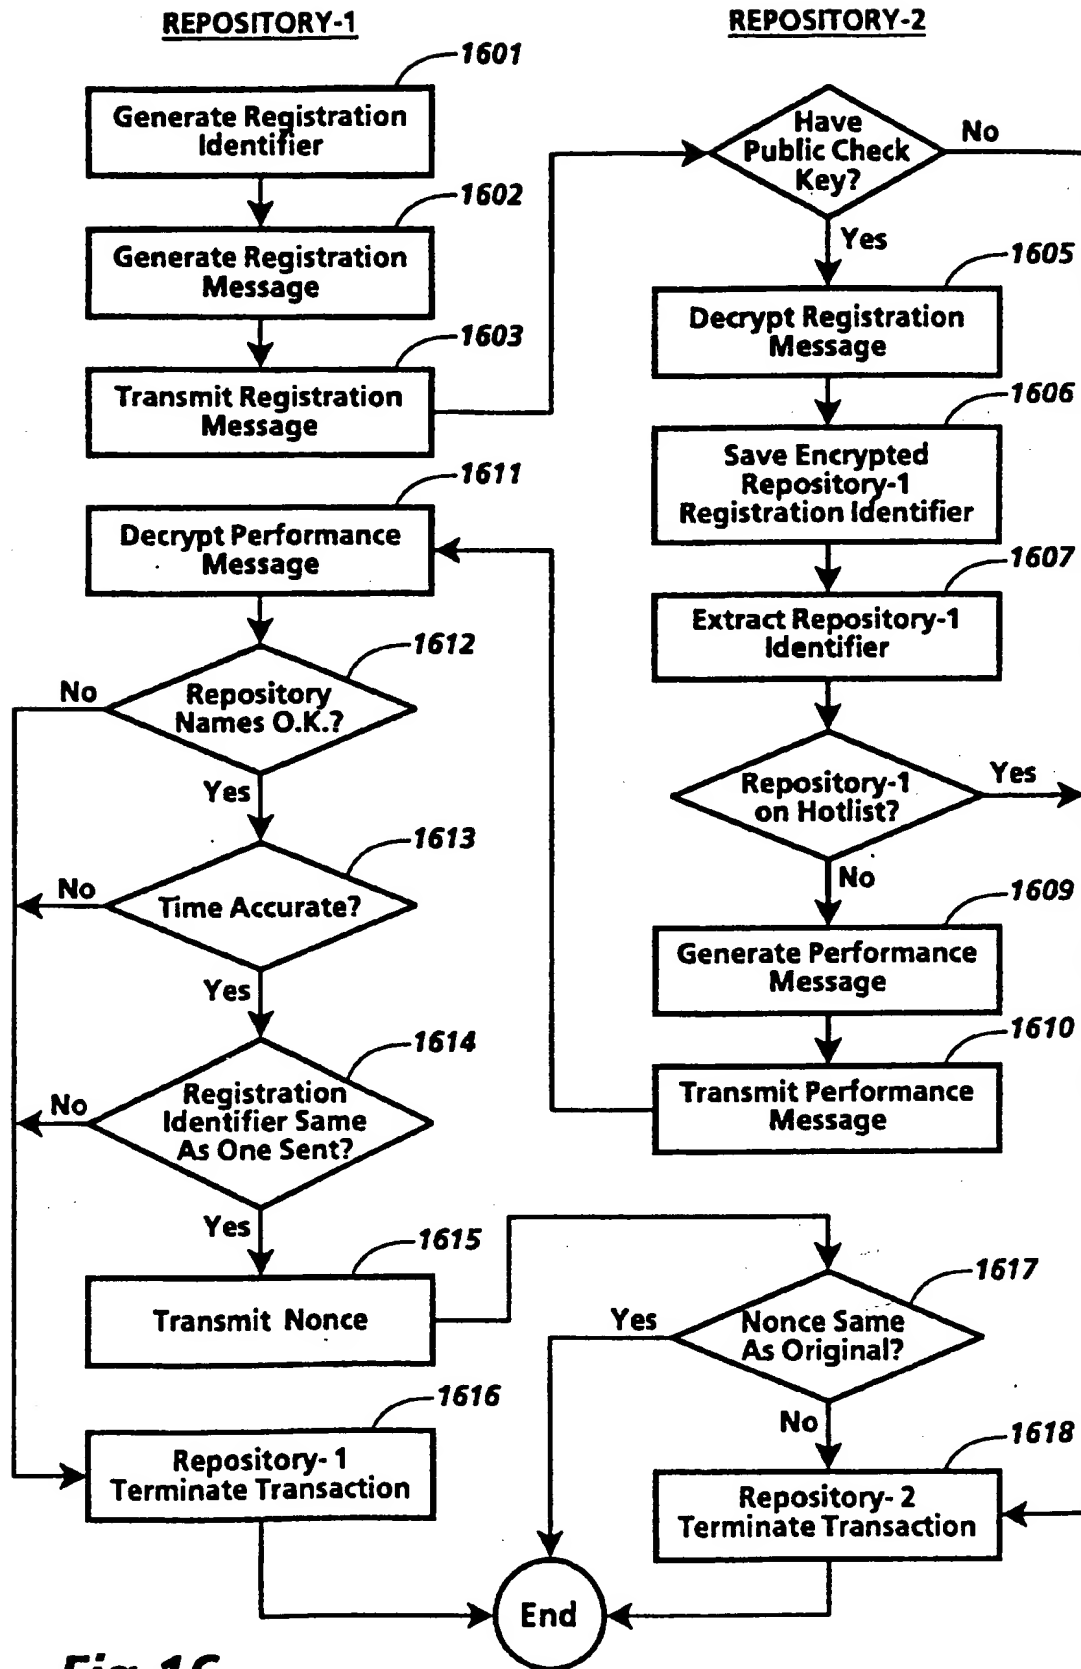 REPOSITORY-1
1601
Generate Registration
Identifier
1602
Generate Registration
Message
1603
Transmit Registration
Message
1611
Decrypt Performance
Message
1612
Repository
Names O.K.?
No
Yes
1613
Time Accurate?
No
Yes
1614
Registration
Identifier Same
As One Sent?
No
Yes
1615
Transmit Nonce
1616
Repository- 1
Terminate Transaction
REPOSITORY-2
Have
Public Check
Key?
No
Yes
1605
Decrypt Registration
Message
1606
Save Encrypted
Repository-1
Registration Identifier
1607
Extract Repository-1
Identifier
Repository-1
on Hotlist?
Yes
No
1609
Generate Performance
Message
1610
Transmit Performance
Message
1617
Nonce Same
As Original?
Yes
No
1618
Repository- 2
Terminate Transaction
End
Fig. 16